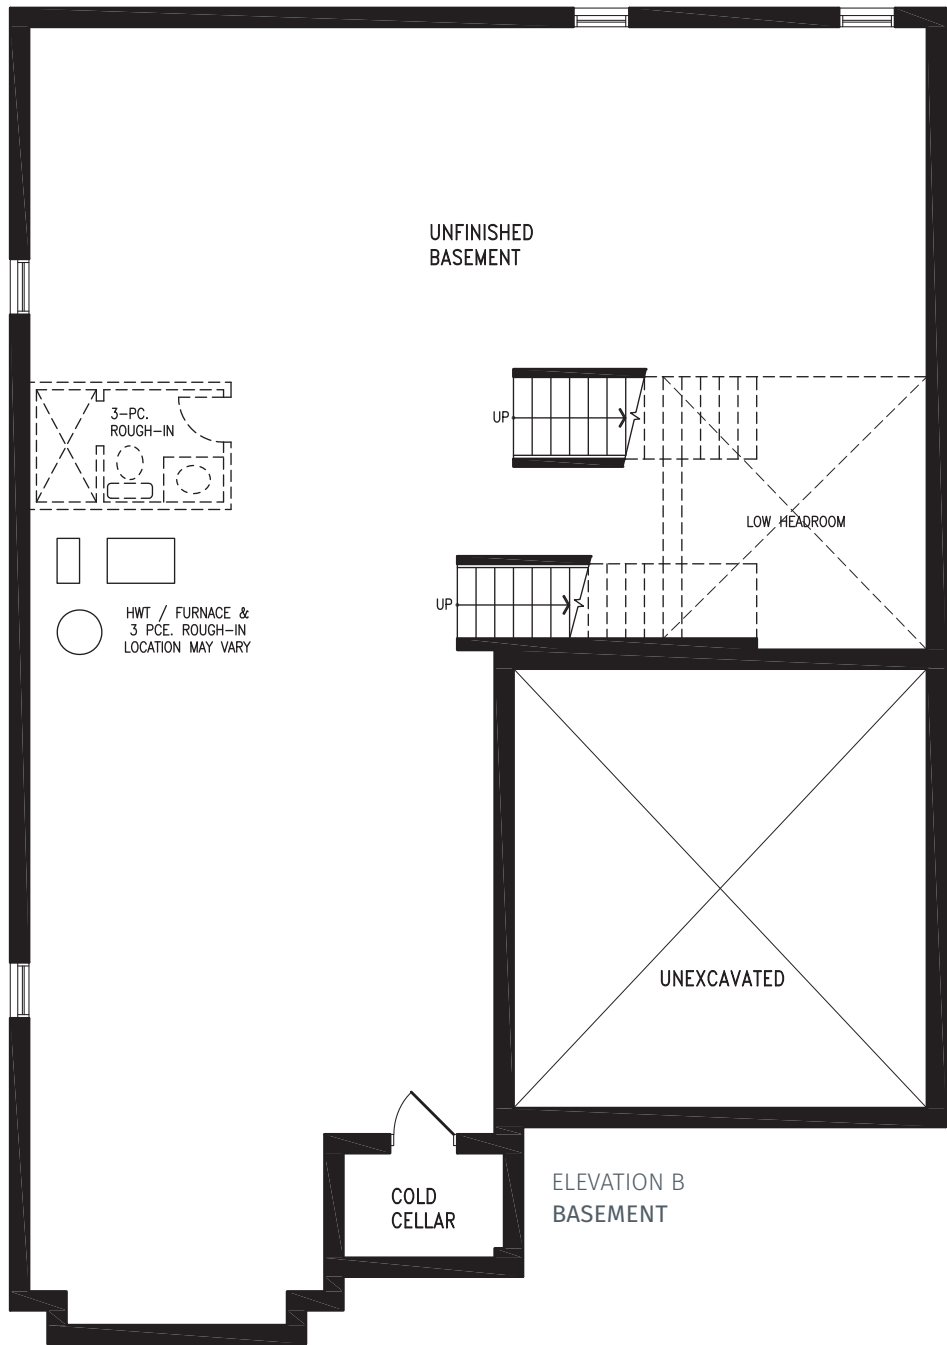 UNFINISHED
BASEMENT
3-PC.
ROUGH-IN
UP
LOW HEADROOM
UP
HWT / FURNACE &
3 PCE. ROUGH-IN
LOCATION MAY VARY
UNEXCAVATED
COLD
CELLAR
ELEVATION B
BASEMENT